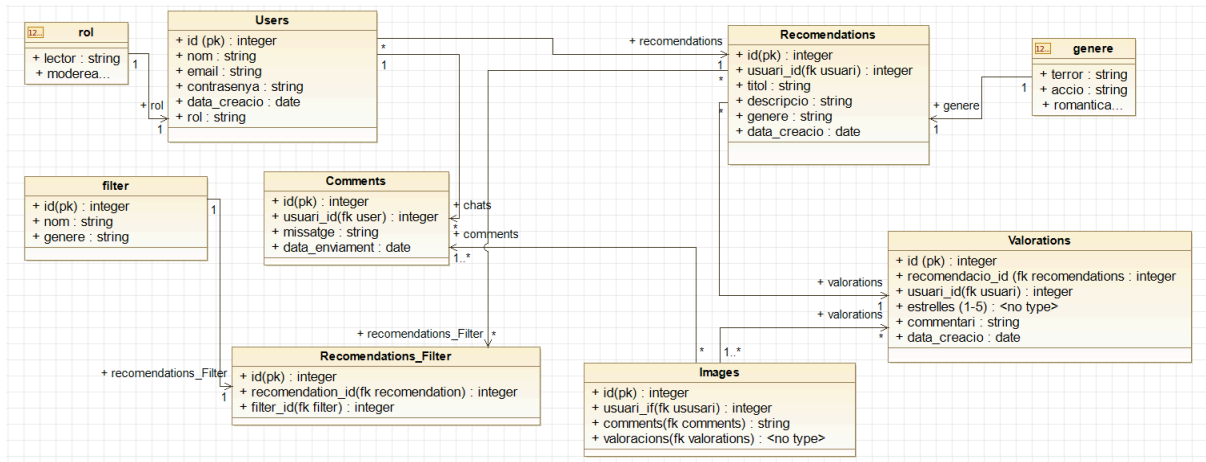 Users
+ id (pk) : integer
+ nom : string
+ email : string
+ contrasenya : string
+ data_creacio : date
+ rol : string
12...
rol
+ lector : string
+ moderea...
1
+ rol
1
*
1
+ recomendations
1
*
*
Recomendations
+ id(pk) : integer
+ usuari_id(fk usuari) : integer
+ titol : string
+ descripcio : string
+ genere : string
+ data_creacio : date
12...
genere
+ terror : string
+ accio : string
+ romantica...
1
+ genere
1
filter
+ id(pk) : integer
+ nom : string
+ genere : string
1
Comments
+ id(pk) : integer
+ usuari_id(fk user) : integer
+ missatge : string
+ data_enviament : date
+ chats
*
+ comments
1..*
Valorations
+ id (pk) : integer
+ recomendacio_id (fk recomendations : integer
+ usuari_id(fk usuari) : integer
+ estrelles (1-5) : <no type>
+ commentari : string
+ data_creacio : date
+ valorations
1
+ valorations
*
+ recomendations_Filter
*
+ recomendations_Filter
1
Recomendations_Filter
+ id(pk) : integer
+ recomendation_id(fk recomendation) : integer
+ filter_id(fk filter) : integer
*
1..*
Images
+ id(pk) : integer
+ usuari_if(fk ususari) : integer
+ comments(fk comments) : string
+ valoracions(fk valorations) : <no type>